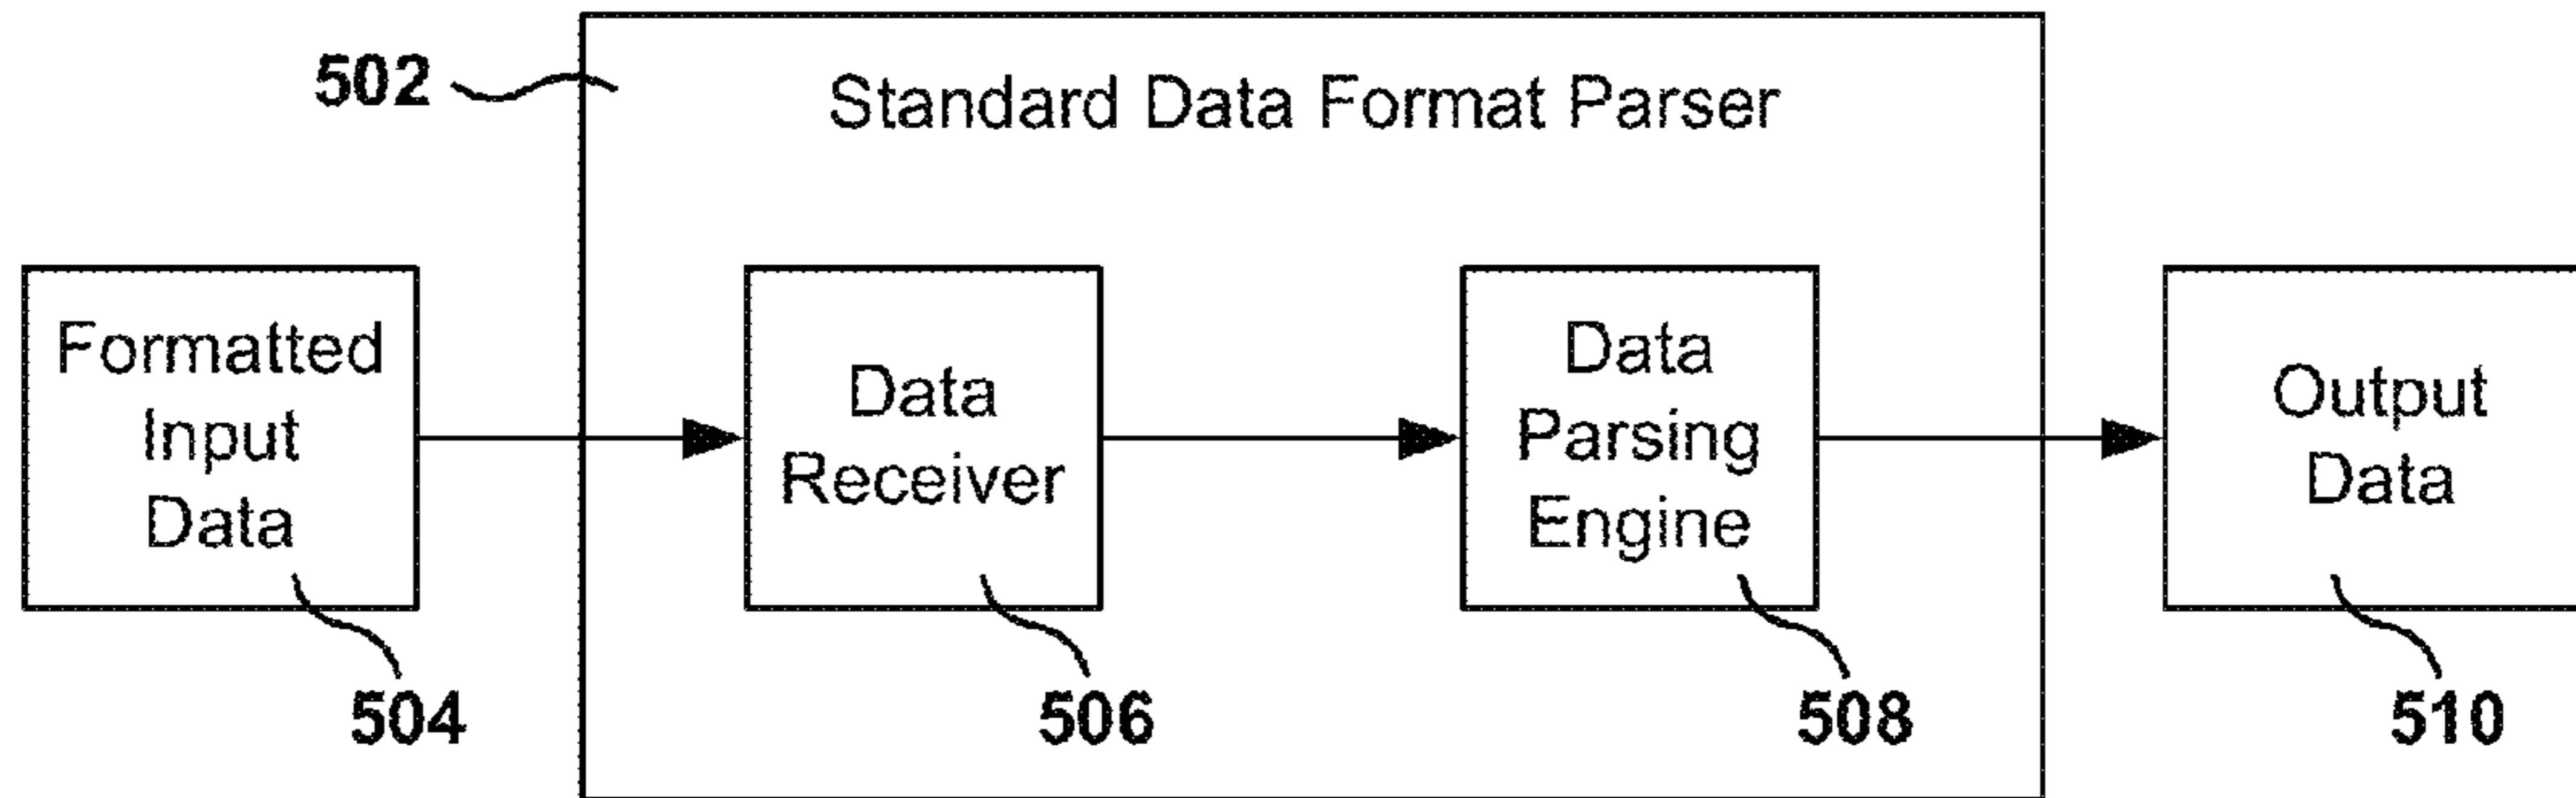 502
Standard Data Format Parser
Formatted
Input
Data
504
Data
Receiver
506
Data
Parsing
Engine
508
Output
Data
510